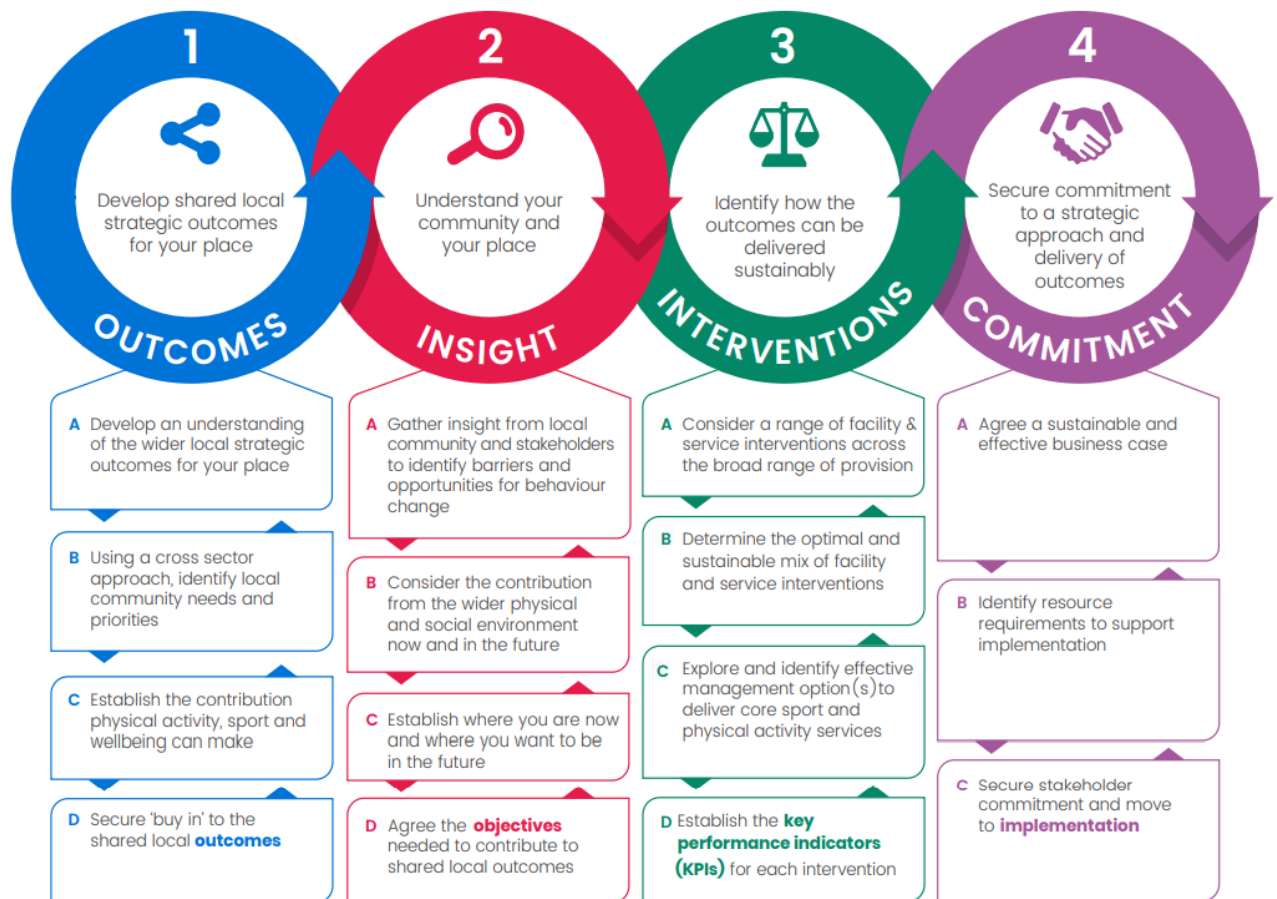 1
Develop shared local
strategic outcomes
for your place
OUTCOMES
A Develop an understanding
of the wider local strategic
outcomes for your place
B Using a cross sector
approach, identify local
community needs and
priorities
C Establish the contribution
physical activity, sport and
wellbeing can make
D Secure ‘buy in’ to the
shared local outcomes
2
Understand your
community and
your place
INSIGHT
A Gather insight from local
community and stakeholders
to identify barriers and
opportunities for behaviour
change
B Consider the contribution
from the wider physical
and social environment
now and in the future
C Establish where you are now
and where you want to be
in the future
D Agree the objectives
needed to contribute to
shared local outcomes
3
Identify how the
outcomes can be
delivered
sustainably
INTERVENTIONS
A Consider a range of facility &
service interventions across
the broad range of provision
B Determine the optimal and
sustainable mix of facility
and service interventions
C Explore and identify effective
management option(s)to
deliver core sport and
physical activity services
D Establish the key
performance indicators
(KPIs) for each intervention
4
Secure commitment
to a strategic
approach and
delivery of
outcomes
COMMITMENT
A Agree a sustainable and
effective business case
B Identify resource
requirements to support
implementation
C Secure stakeholder
commitment and move
to implementation